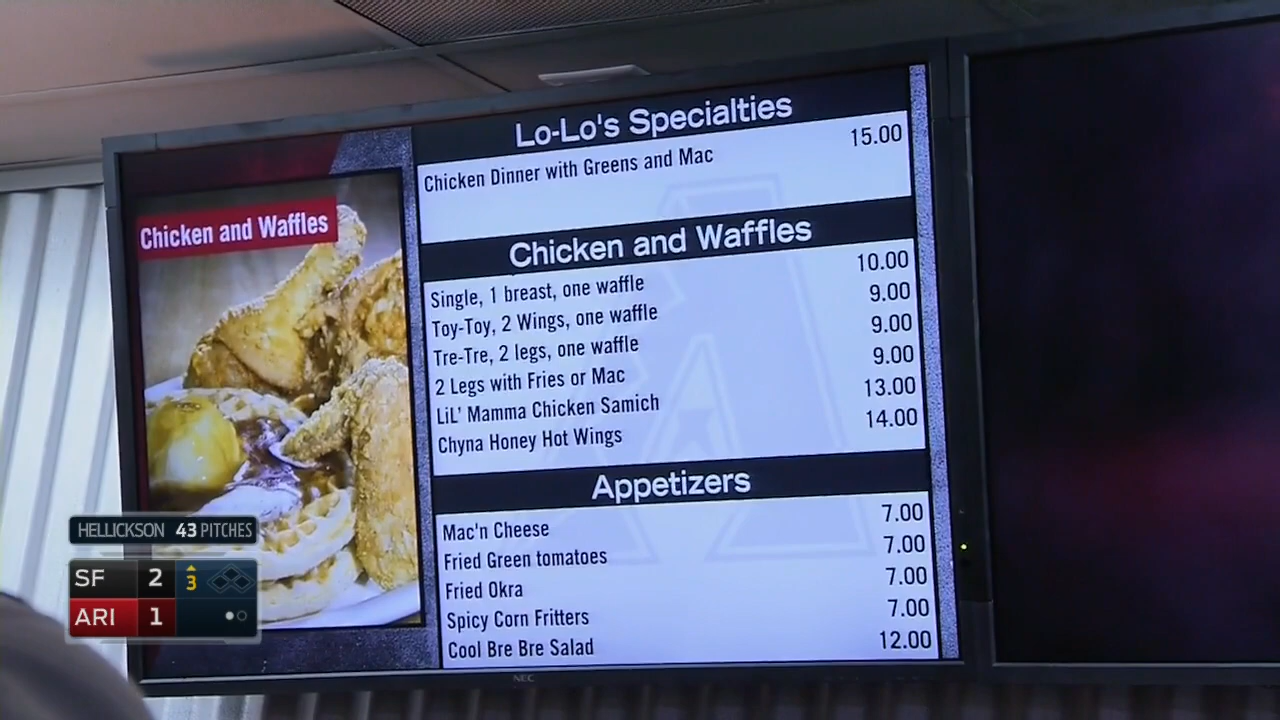 Lo-Lo's Specialties
Chicken Dinner with Greens and Mac 15.00
Chicken and Waffles
Chicken and Waffles
Single, 1 breast, one waffle 10.00
Toy-Toy, 2 Wings, one waffle 9.00
Tre-Tre, 2 legs, one waffle 9.00
2 Legs with Fries or Mac 9.00
LiL' Mamma Chicken Samich 13.00
Chyna Honey Hot Wings 14.00
Appetizers
Mac'n Cheese 7.00
Fried Green tomatoes 7.00
Fried Okra 7.00
Spicy Corn Fritters 7.00
Cool Bre Bre Salad 12.00
NEC
HELLICKSON 43 PITCHES
SF 2 3
ARI 1